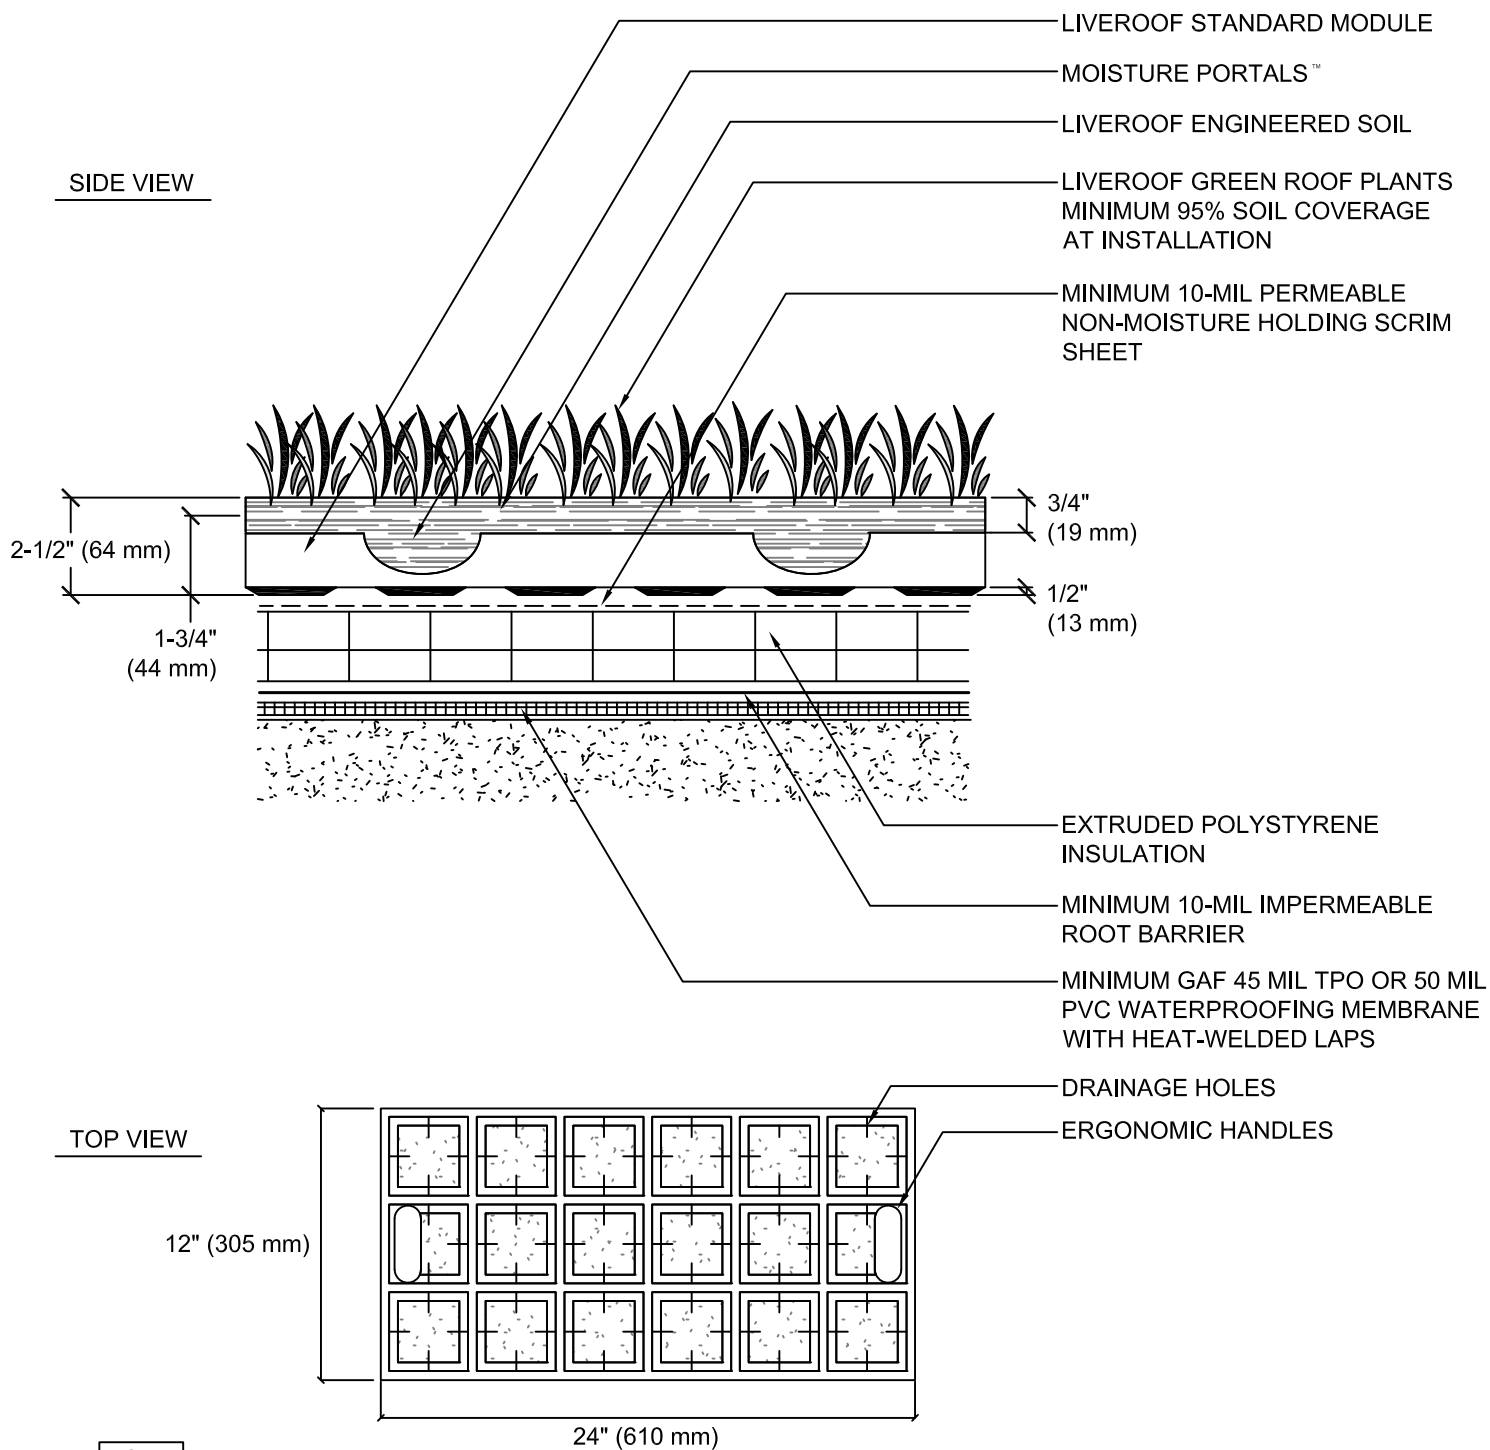 LIVEROOF STANDARD MODULE
MOISTURE PORTALS™
LIVEROOF ENGINEERED SOIL
SIDE VIEW
LIVEROOF GREEN ROOF PLANTS
MINIMUM 95% SOIL COVERAGE
AT INSTALLATION
MINIMUM 10-MIL PERMEABLE
NON-MOISTURE HOLDING SCRIM
SHEET
2-1/2" (64 mm)
1-3/4"
(44 mm)
3/4"
(19 mm)
1/2"
(13 mm)
EXTRUDED POLYSTYRENE
INSULATION
MINIMUM 10-MIL IMPERMEABLE
ROOT BARRIER
MINIMUM GAF 45 MIL TPO OR 50 MIL
PVC WATERPROOFING MEMBRANE
WITH HEAT-WELDED LAPS
DRAINAGE HOLES
ERGONOMIC HANDLES
TOP VIEW
12" (305 mm)
24" (610 mm)